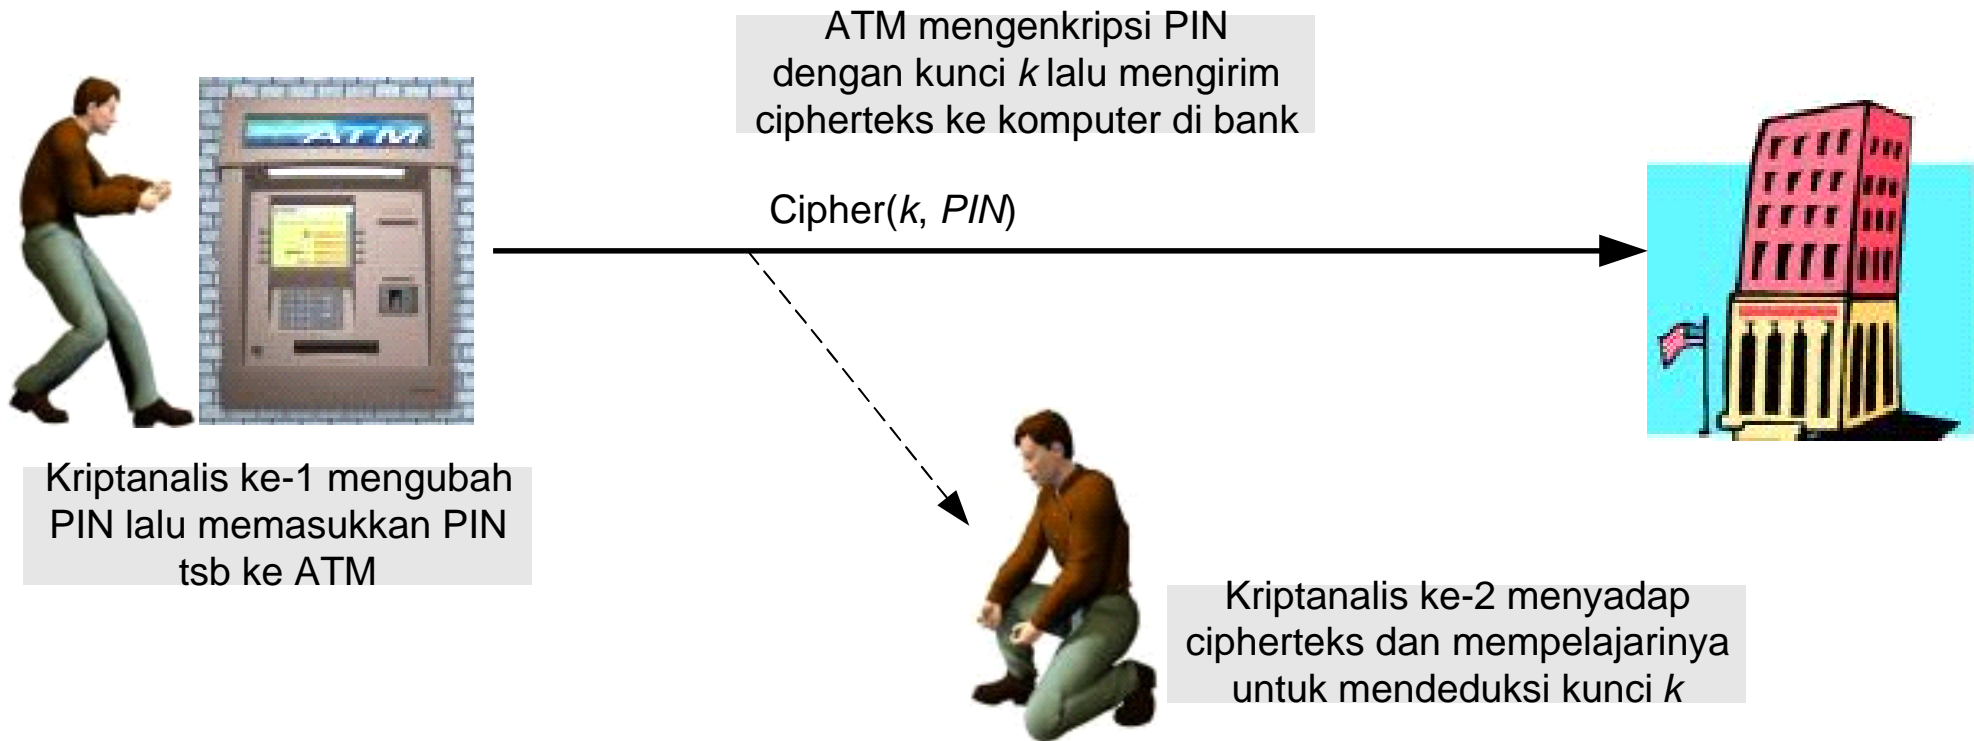 ATM mengenkripsi PIN
dengan kunci k lalu mengirim
cipherteks ke komputer di bank
ATM
Cipher(k, PIN)
Kriptanalis ke-1 mengubah
PIN lalu memasukkan PIN
tsb ke ATM
Kriptanalis ke-2 menyadap
cipherteks dan mempelajarinya
untuk mendeduksi kunci k